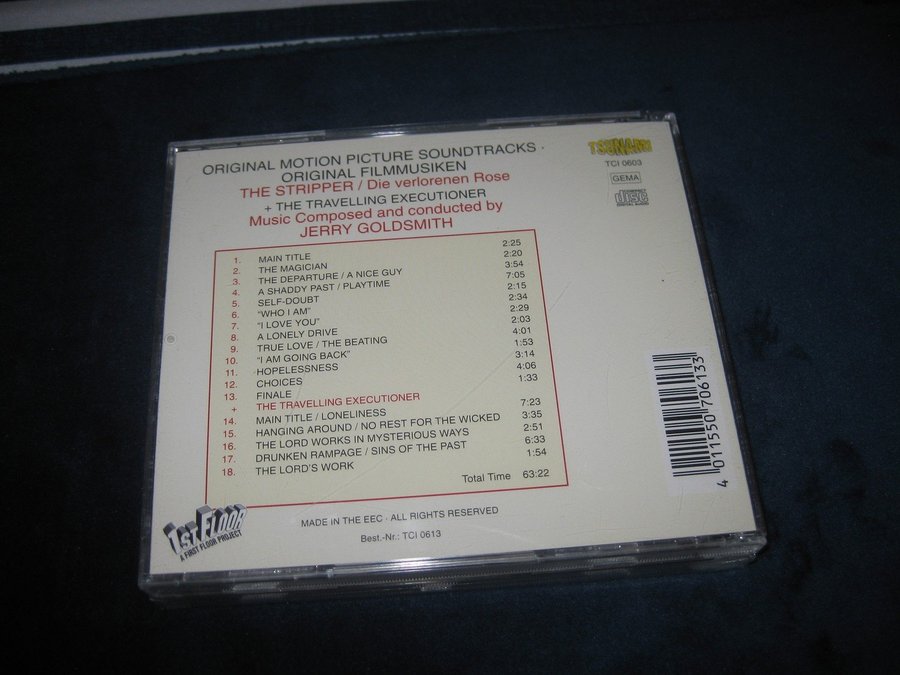 ORIGINAL MOTION PICTURE SOUNDTRACKS
ORIGINAL FILMMUSIKEN
THE STRIPPER / Die verlorenen Rose
+ THE TRAVELLING EXECUTIONER
Music Composed and conducted by
JERRY GOLDSMITH
TSUNAMI
TCI 0603
GEMA
COMPACT
disc
DIGITAL AUDIO
1. MAIN TITLE 2:25
2. THE MAGICIAN 2:20
3. THE DEPARTURE / A NICE GUY 3:54
4. A SHADDY PAST / PLAYTIME 7:05
5. SELF-DOUBT 2:15
6. "WHO I AM" 2:34
7. "I LOVE YOU" 2:29
8. A LONELY DRIVE 2:03
9. TRUE LOVE / THE BEATING 4:01
10. "I AM GOING BACK" 1:53
11. HOPELESSNESS 3:14
12. CHOICES 4:06
13. FINALE 1:33
+ THE TRAVELLING EXECUTIONER
14. MAIN TITLE / LONELINESS 7:23
15. HANGING AROUND / NO REST FOR THE WICKED 3:35
16. THE LORD WORKS IN MYSTERIOUS WAYS 2:51
17. DRUNKEN RAMPAGE / SINS OF THE PAST 6:33
18. THE LORD'S WORK 1:54
Total Time 63:22
4 011550 706133
1ST FLOOR
A FIRST FLOOR PROJECT
MADE IN THE EEC · ALL RIGHTS RESERVED
Best.-Nr.: TCI 0613